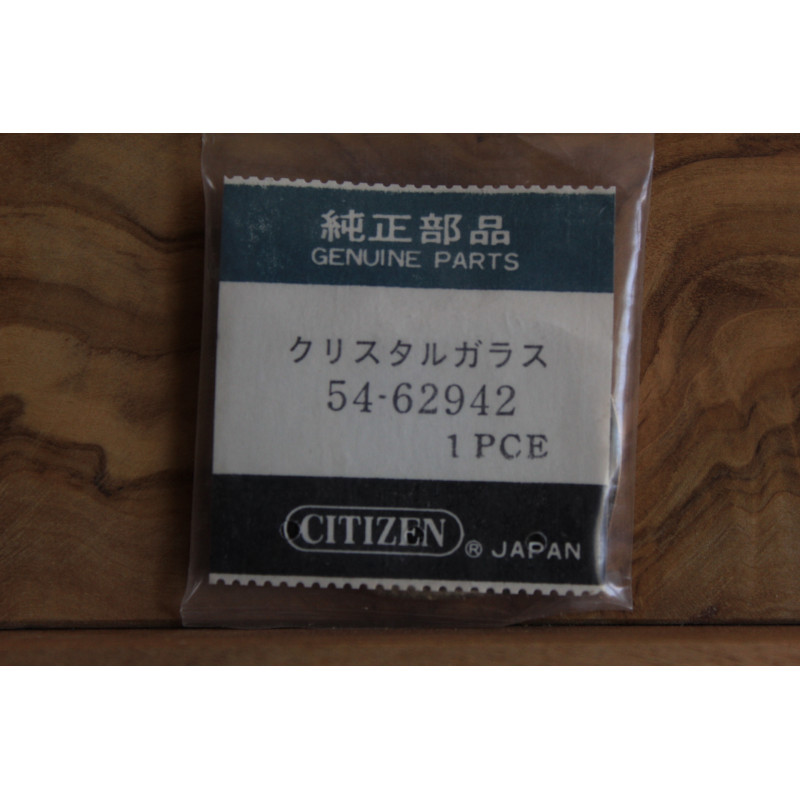 純正部品
GENUINE PARTS
クリスタルガラス
54-62942
1 PCE
CITIZEN ® JAPAN